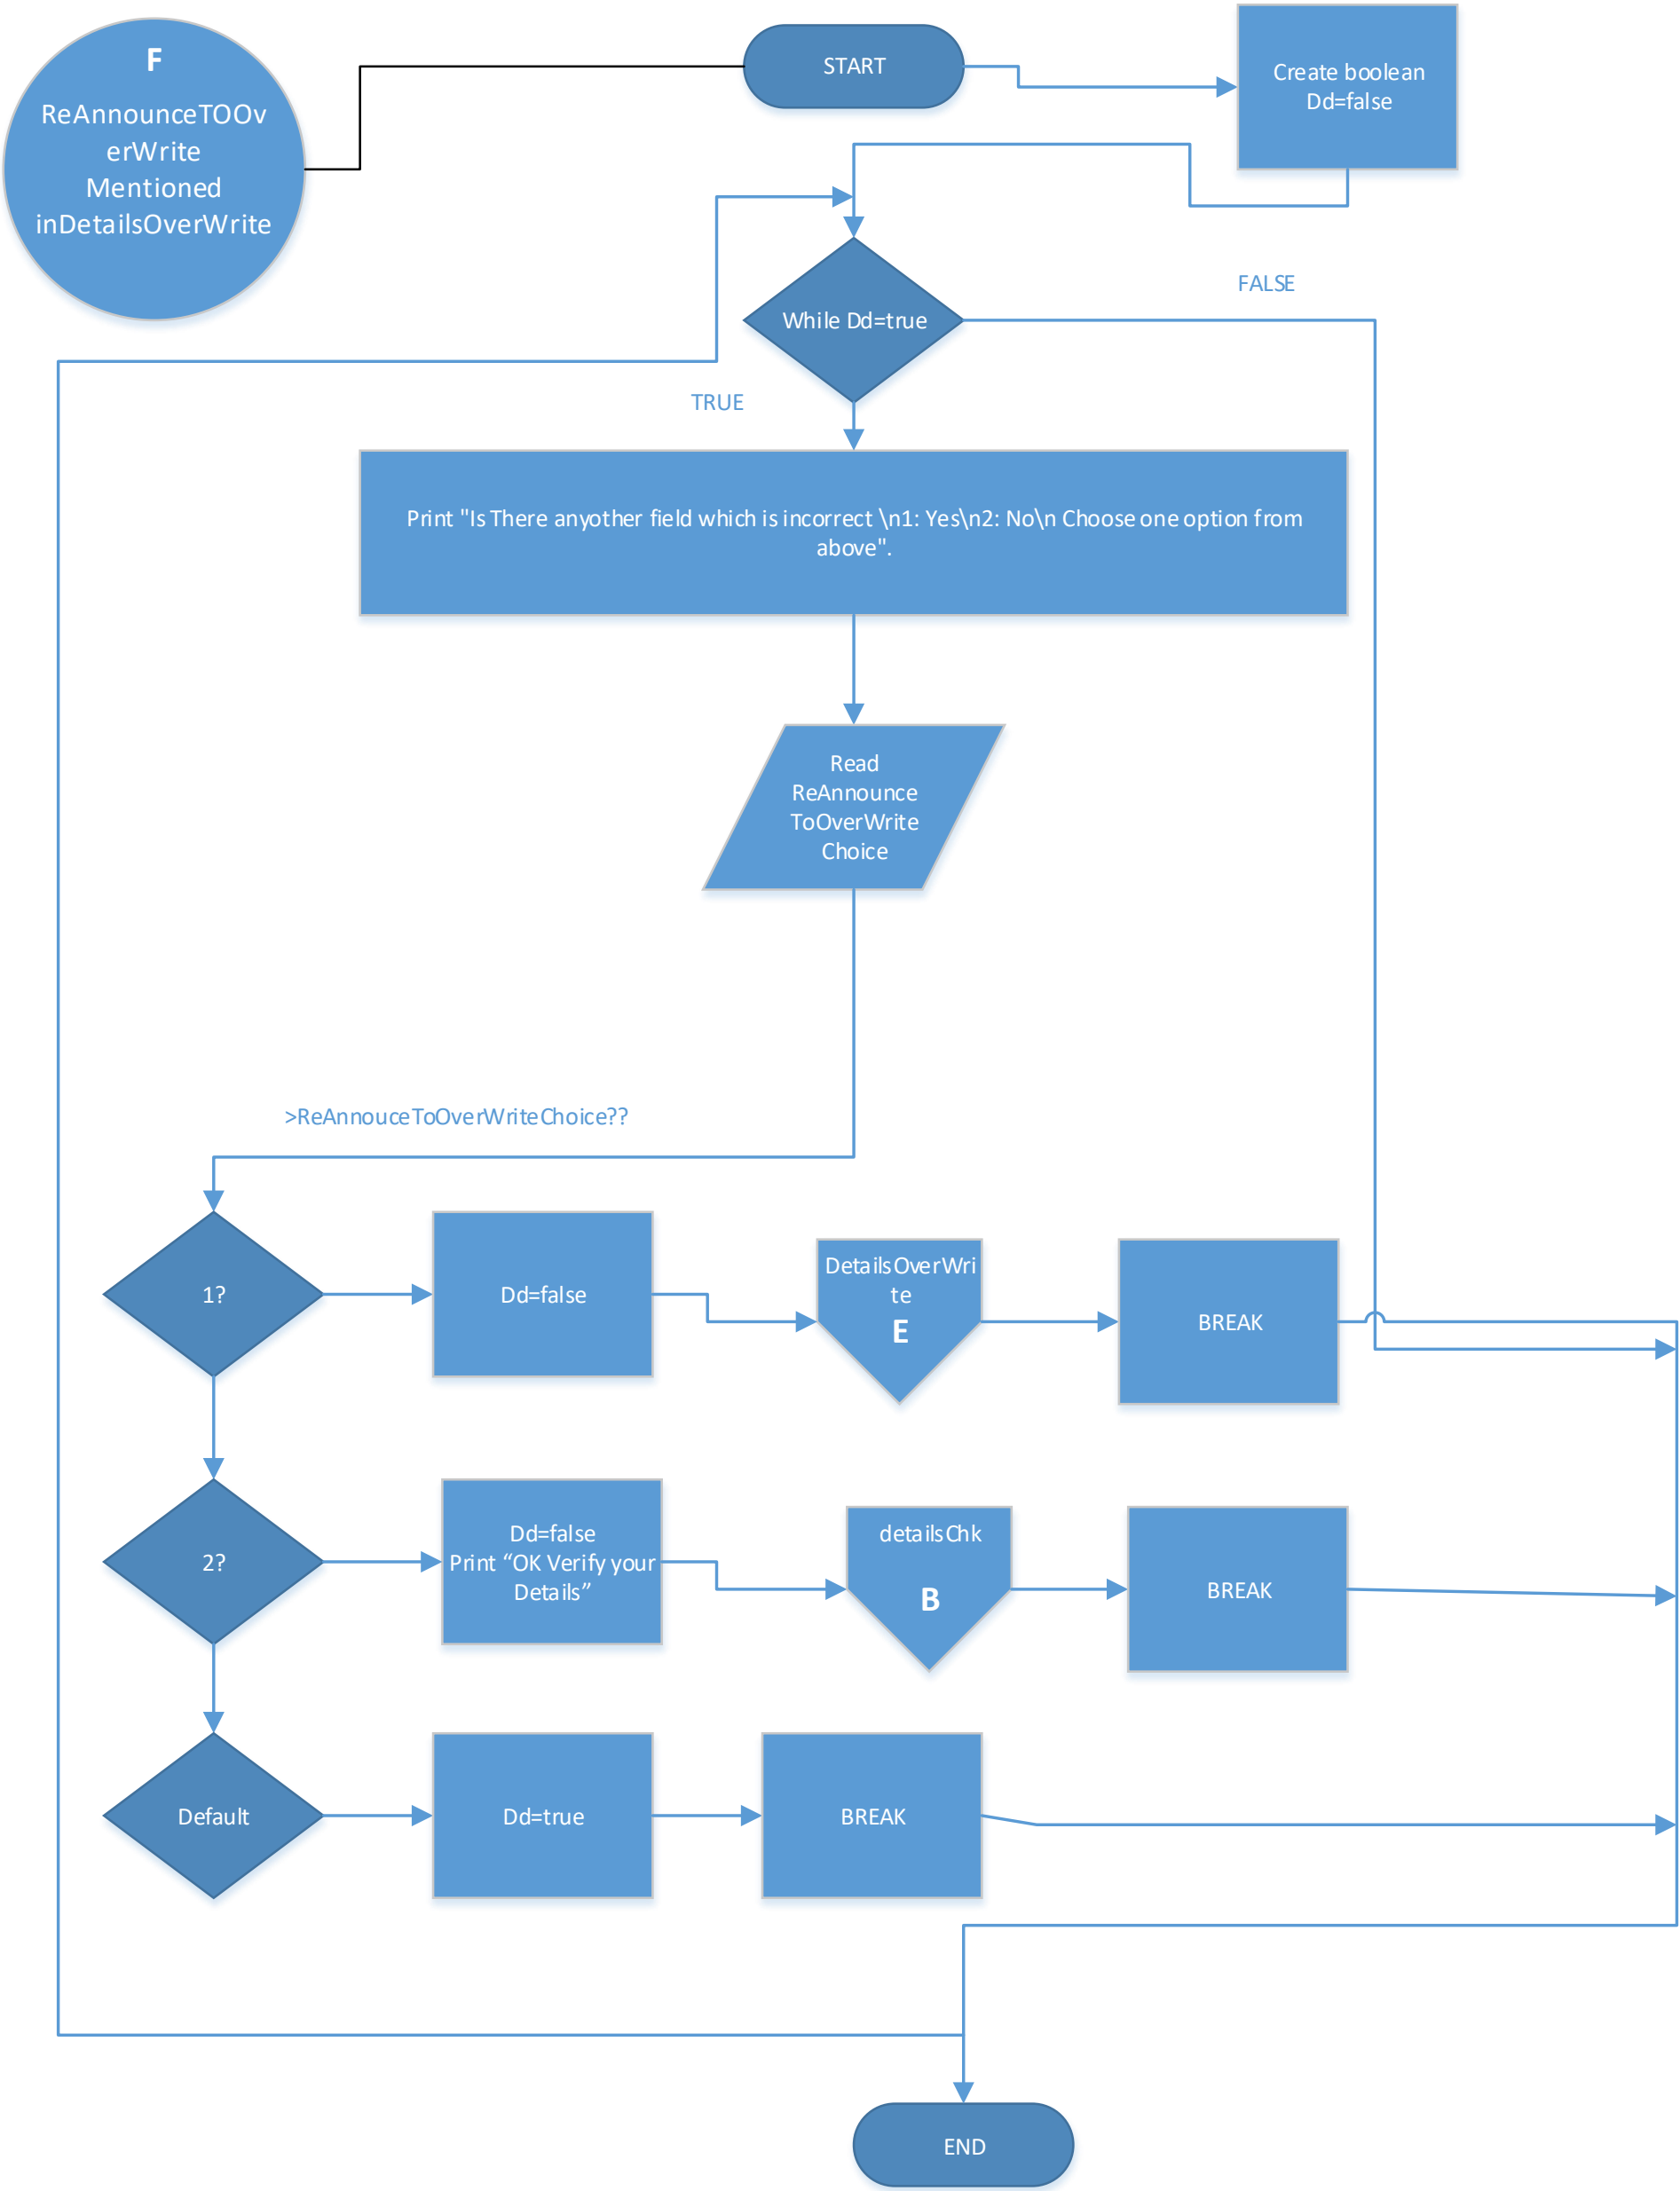 F
ReAnnounceTOOv
erWrite
Mentioned
inDetailsOverWrite
START
Create boolean
Dd=false
While Dd=true
FALSE
TRUE
Print "Is There anyother field which is incorrect \n1: Yes\n2: No\n Choose one option from
above".
Read
ReAnnounce
ToOverWrite
Choice
>ReAnnouceToOverWriteChoice??
1?
Dd=false
DetailsOverWri
te
E
BREAK
2?
Dd=false
Print “OK Verify your
Details”
detailsChk
B
BREAK
Default
Dd=true
BREAK
END